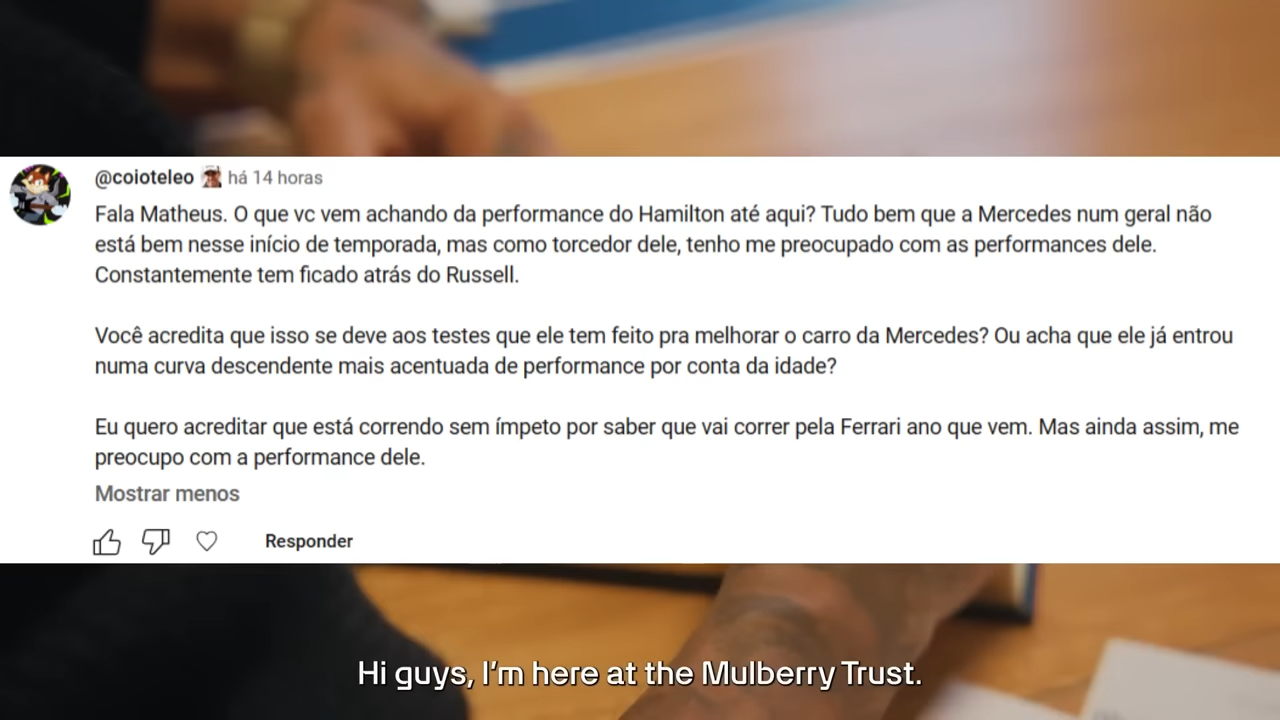 @coioteleo há 14 horas
Fala Matheus. O que vc vem achando da performance do Hamilton até aqui? Tudo bem que a Mercedes num geral não
está bem nesse início de temporada, mas como torcedor dele, tenho me preocupado com as performances dele.
Constantemente tem ficado atrás do Russell.
Você acredita que isso se deve aos testes que ele tem feito pra melhorar o carro da Mercedes? Ou acha que ele já entrou
numa curva descendente mais acentuada de performance por conta da idade?
Eu quero acreditar que está correndo sem ímpeto por saber que vai correr pela Ferrari ano que vem. Mas ainda assim, me
preocupo com a performance dele.
Mostrar menos
Responder
Hi guys, I'm here at the Mulberry Trust.